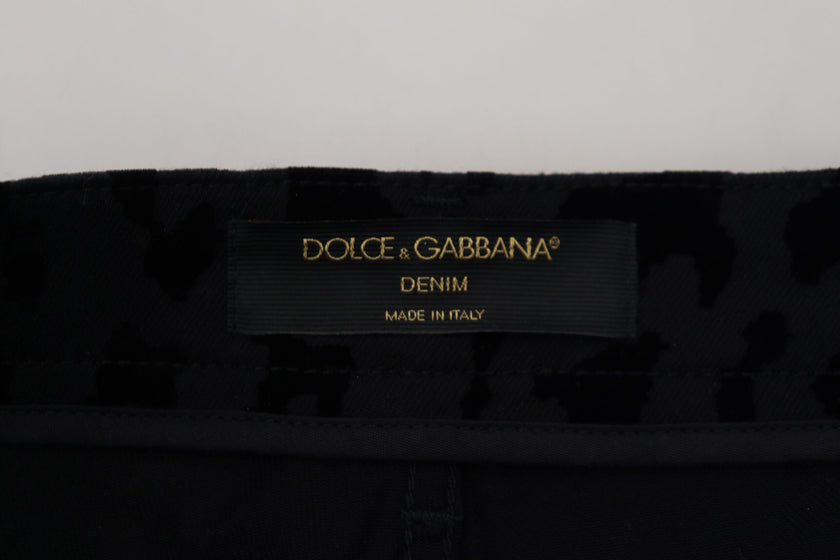 DOLCE & GABBANA®
DENIM
MADE IN ITALY